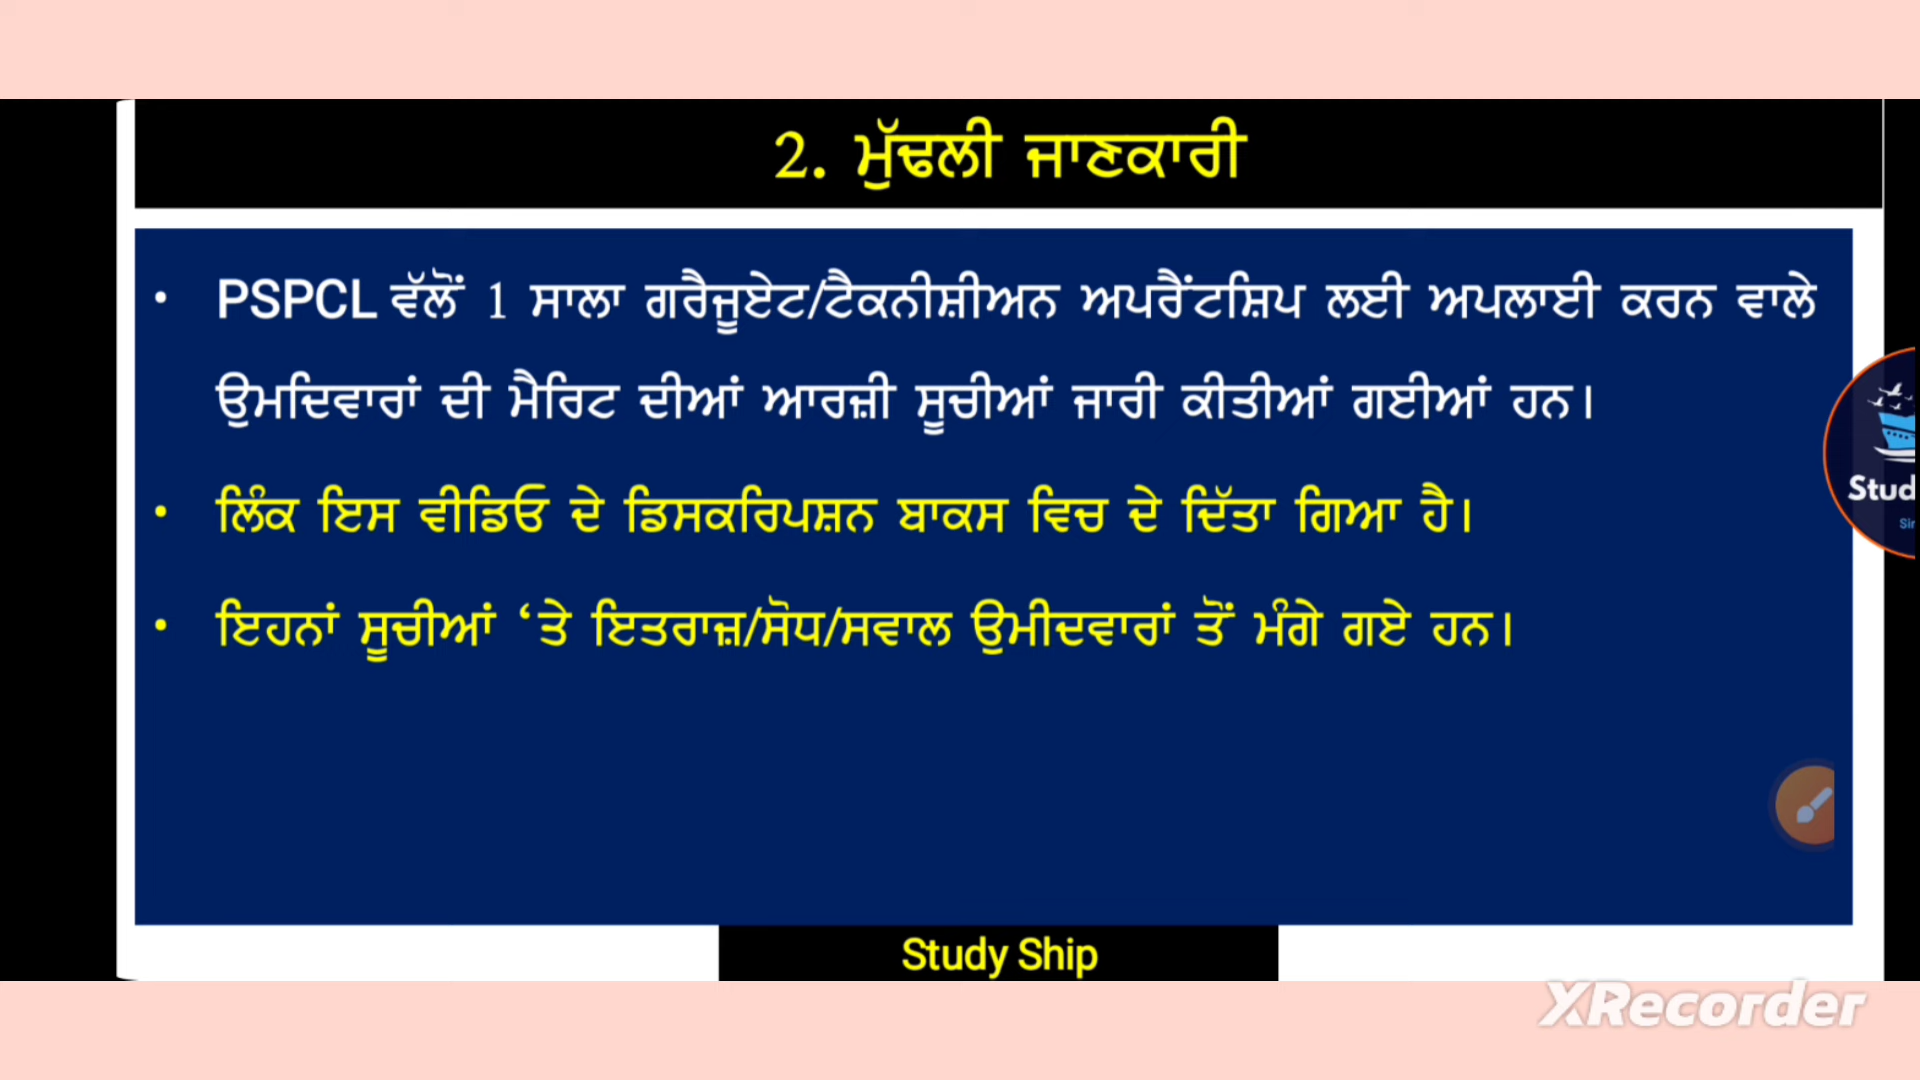 2. ਮੁੱਢਲੀ ਜਾਣਕਾਰੀ
• PSPCL ਵੱਲੋਂ 1 ਸਾਲਾ ਗਰੈਜੂਏਟ/ਟੈਕਨੀਸ਼ੀਅਨ ਅਪਰੈਂਟਸ਼ਿਪ ਲਈ ਅਪਲਾਈ ਕਰਨ ਵਾਲੇ
ਉਮਦਿਵਾਰਾਂ ਦੀ ਮੈਰਿਟ ਦੀਆਂ ਆਰਜ਼ੀ ਸੂਚੀਆਂ ਜਾਰੀ ਕੀਤੀਆਂ ਗਈਆਂ ਹਨ।
• ਲਿੰਕ ਇਸ ਵੀਡਿਓ ਦੇ ਡਿਸਕਰਿਪਸ਼ਨ ਬਾਕਸ ਵਿਚ ਦੇ ਦਿੱਤਾ ਗਿਆ ਹੈ।
• ਇਹਨਾਂ ਸੂਚੀਆਂ ‘ਤੇ ਇਤਰਾਜ਼/ਸੋਧ/ਸਵਾਲ ਉਮੀਦਵਾਰਾਂ ਤੋਂ ਮੰਗੇ ਗਏ ਹਨ।
Stud
Study Ship
XRecorder